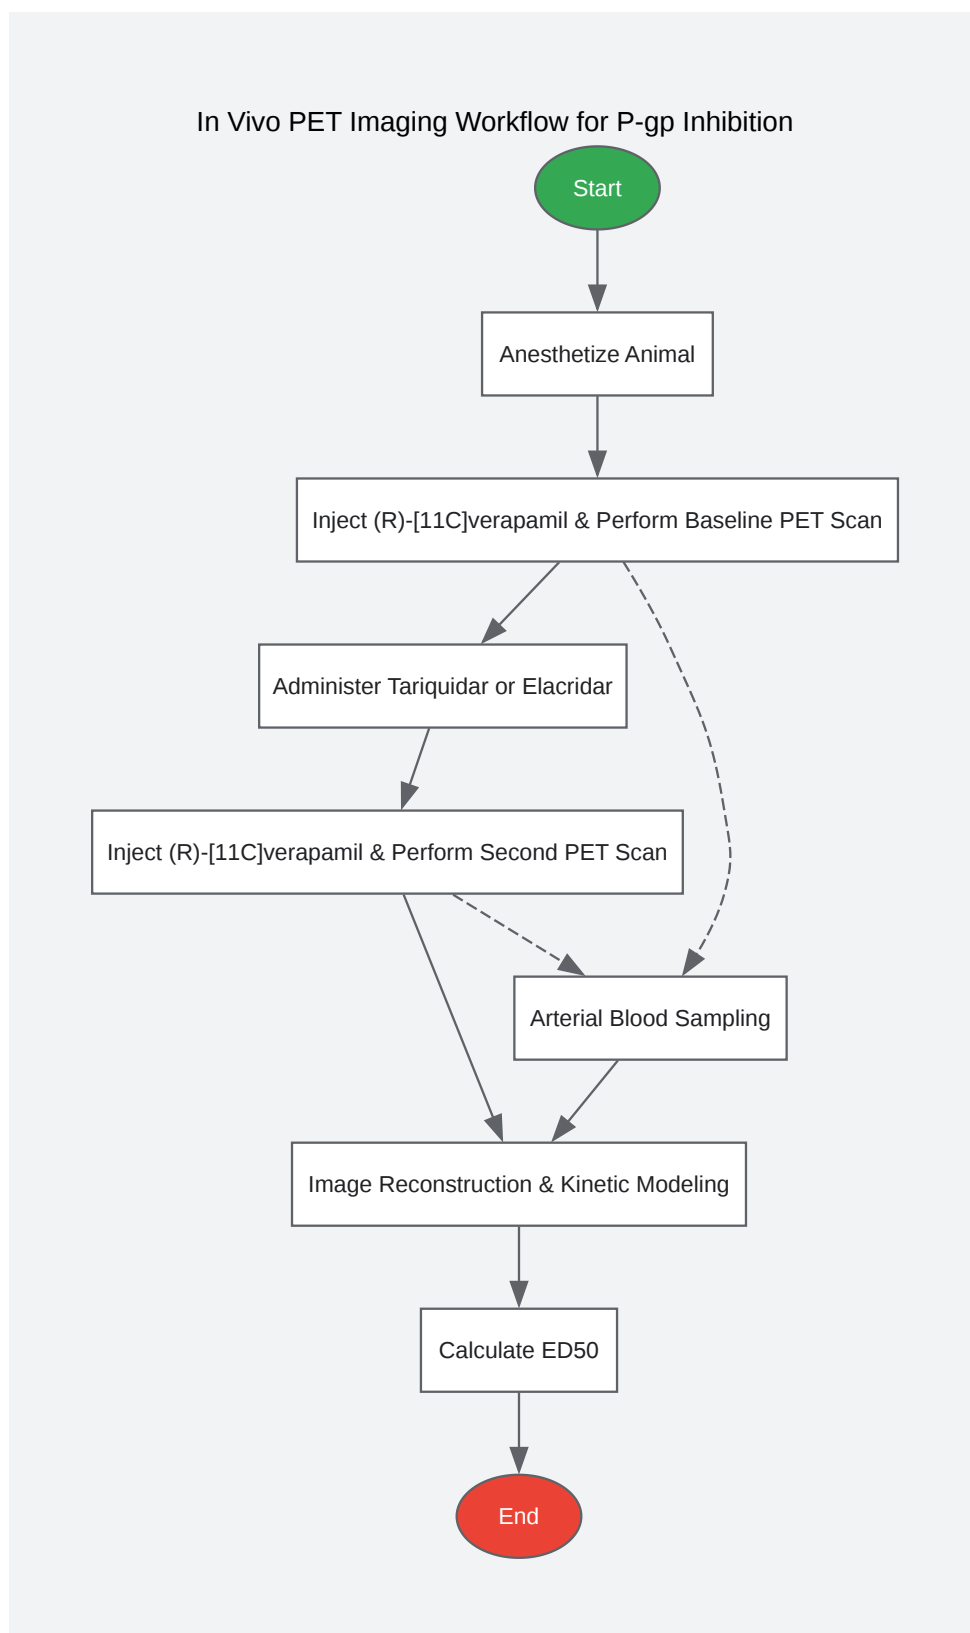 In Vivo PET Imaging Workflow for P-gp Inhibition
Start
Anesthetize Animal
Inject (R)-[11C]verapamil & Perform Baseline PET Scan
Administer Tariquidar or Elacridar
Inject (R)-[11C]verapamil & Perform Second PET Scan
Arterial Blood Sampling
Image Reconstruction & Kinetic Modeling
Calculate ED50
End